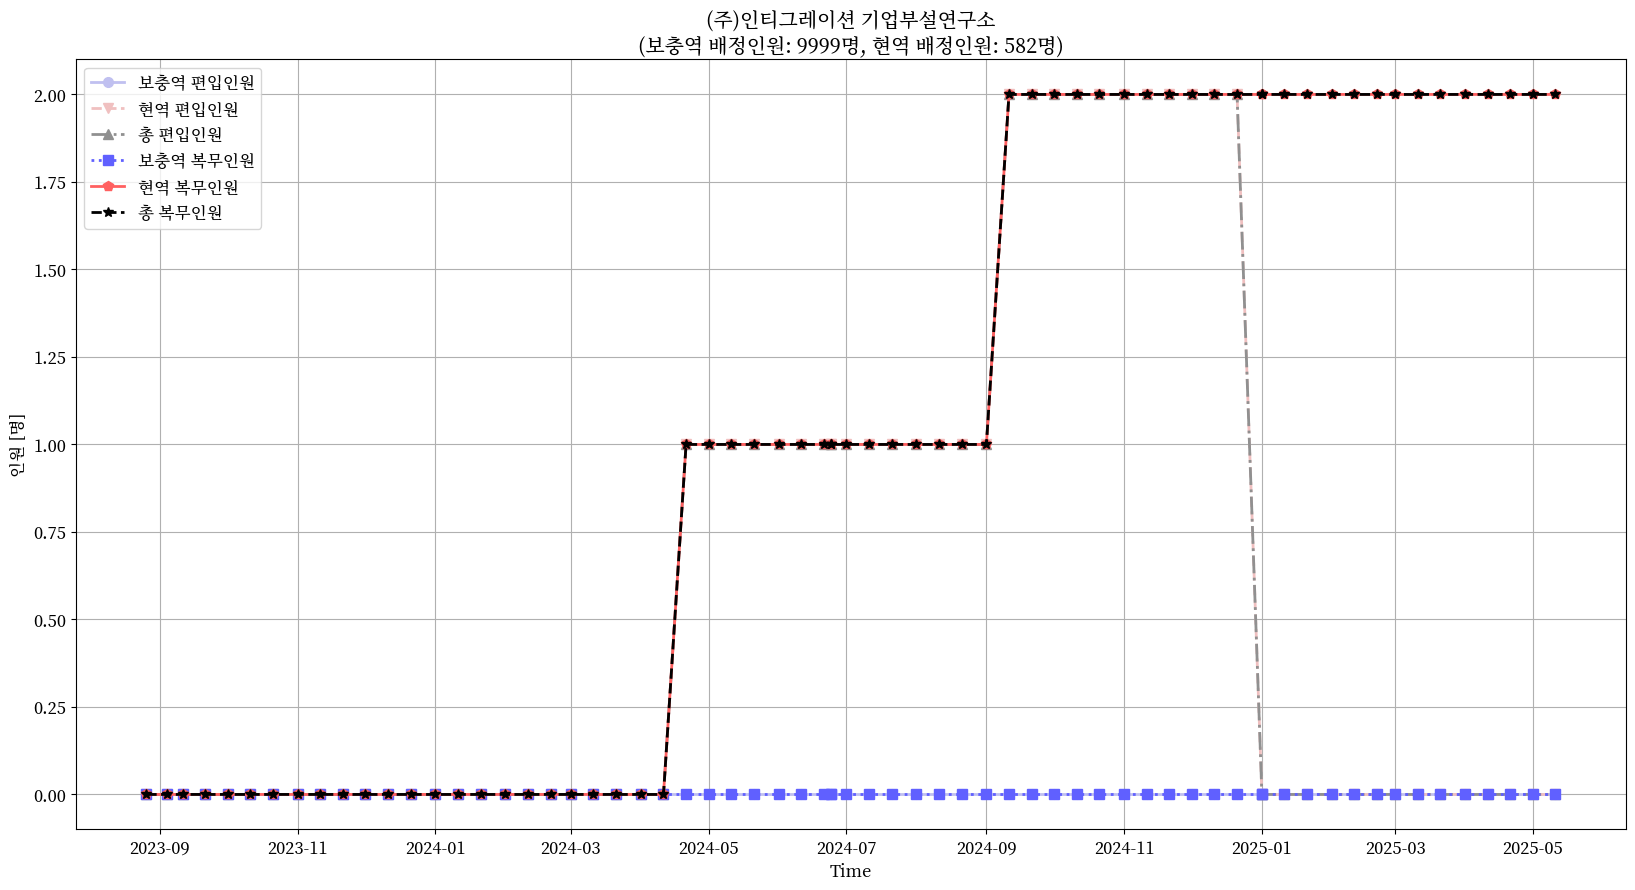 (주)인티그레이션 기업부설연구소
(보충역 배정인원: 9999명, 현역 배정인원: 582명)
보충역 편입인원
현역 편입인원
총 편입인원
보충역 복무인원
현역 복무인원
총 복무인원
2.00
1.75
1.50
1.25
1.00
0.75
0.50
0.25
0.00
인원 [명]
2023-09 2023-11 2024-01 2024-03 2024-05 2024-07 2024-09 2024-11 2025-01 2025-03 2025-05
Time